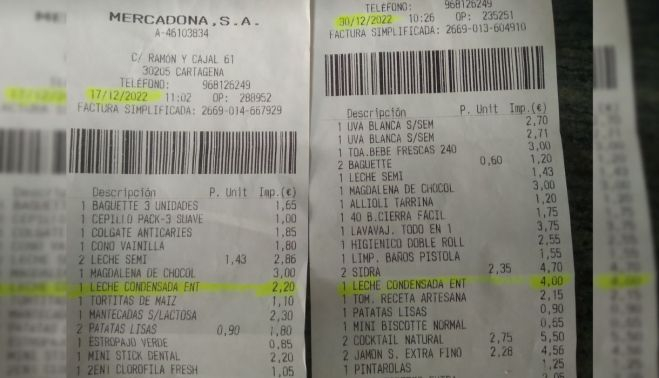 MERCADONA, S.A.
A-46103834
C/ RAMÓN Y CAJAL 61
30205 CARTAGENA
TELÉFONO: 968126249
17/12/2022 11:02 OP: 288952
FACTURA SIMPLIFICADA: 2669-014-667929
Descripción P. Unit Imp.(€)
1 BAGUETTE 3 UNIDADES 1,65
1 CEPILLO PACK-3 SUAVE 1,00
1 COLGATE ANTICARIES 1,85
1 CONO VAINILLA 1,80
2 LECHE SEMI 1,43 2,86
1 MAGDALENA DE CHOCOL 3,00
1 LECHE CONDENSADA ENT 2,20
1 TORTITAS DE MAIZ 1,10
1 MANTECADAS S/LACTOSA 2,30
2 PATATAS LISAS 0,90 1,80
1 ESTROPAJO VERDE 0,85
1 MINI STICK DENTAL 2,20
1 2EN1 CLOROFILA FRESH 1,05
TELÉFONO: 968126249
30/12/2022 10:26 OP: 235251
FACTURA SIMPLIFICADA: 2669-013-604910
Descripción P. Unit Imp.(€)
1 UVA BLANCA S/SEM 2,70
1 UVA BLANCA S/SEM 2,71
1 TOA.BEBE FRESCAS 240 3,00
2 BAGUETTE 0,60 1,20
1 LECHE SEMI 1,43
1 MAGDALENA DE CHOCOL 3,00
1 ALLIOLI TARRINA 1,20
1 40 B.CIERRA FACIL 1,75
1 LAVAVAJ. TODO EN 1 3,75
1 HIGIENICO DOBLE ROLL 2,55
1 LIMP. BAÑOS PISTOLA 1,55
2 SIDRA 2,35 4,70
1 LECHE CONDENSADA ENT 4,00
1 TOM. RECETA ARTESANA 2,15
1 PATATAS LISAS 0,90
1 MINI BISCOTTE NORMAL 0,65
2 COCKTAIL NATURAL 2,75 5,50
2 JAMON S. EXTRA FINO 2,28 4,56
1 PINTAROLAS 1,25